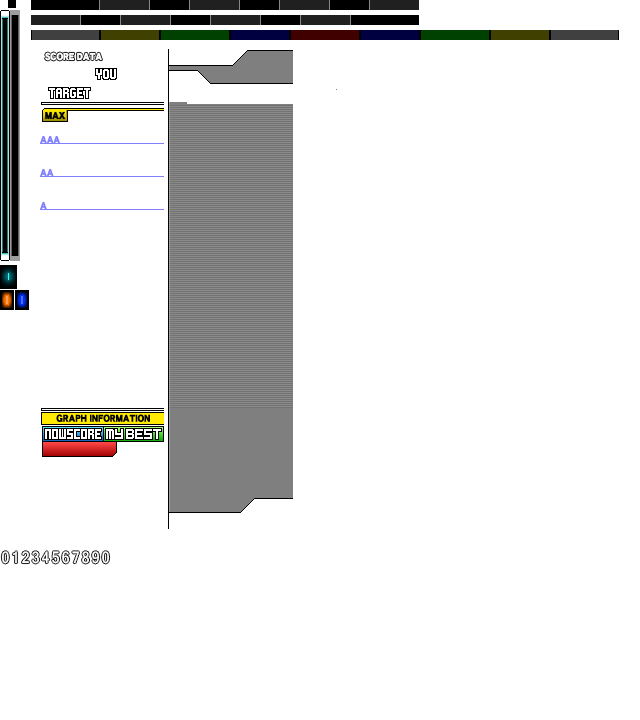 SCORE DATA
YOU
TARGET
MAX
AAA
AA
A
GRAPH INFORMATION
NOWSCORE MY BEST
01234567890